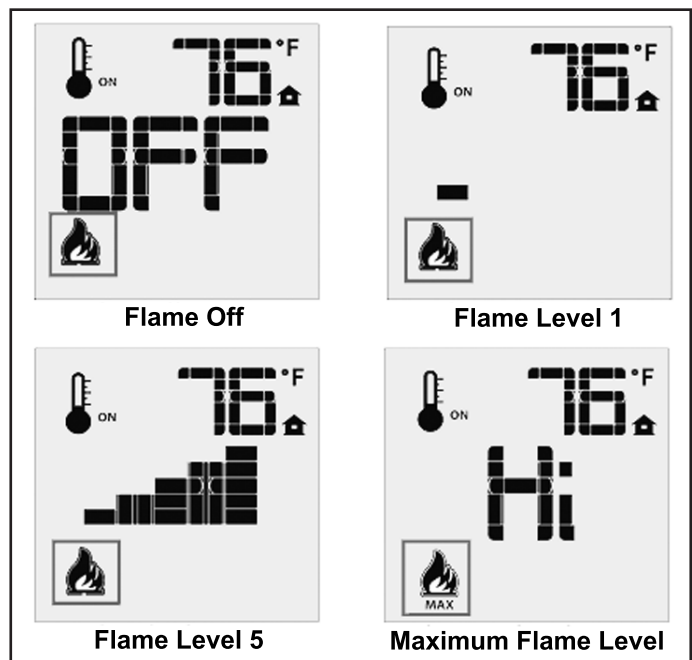 76 °F
ON
OFF
Flame Off
76 °F
ON
Flame Level 1
76 °F
ON
Flame Level 5
76 °F
ON
Hi
MAX
Maximum Flame Level